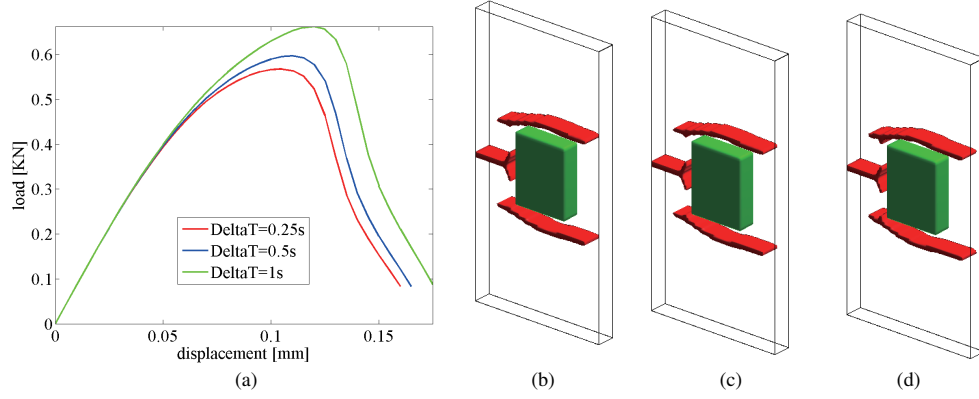 load [KN]
0.6
0.5
0.4
0.3
0.2
0.1
0
DeltaT=0.25s
DeltaT=0.5s
DeltaT=1s
0 0.05 0.1 0.15
displacement [mm]
(a) (b) (c) (d)